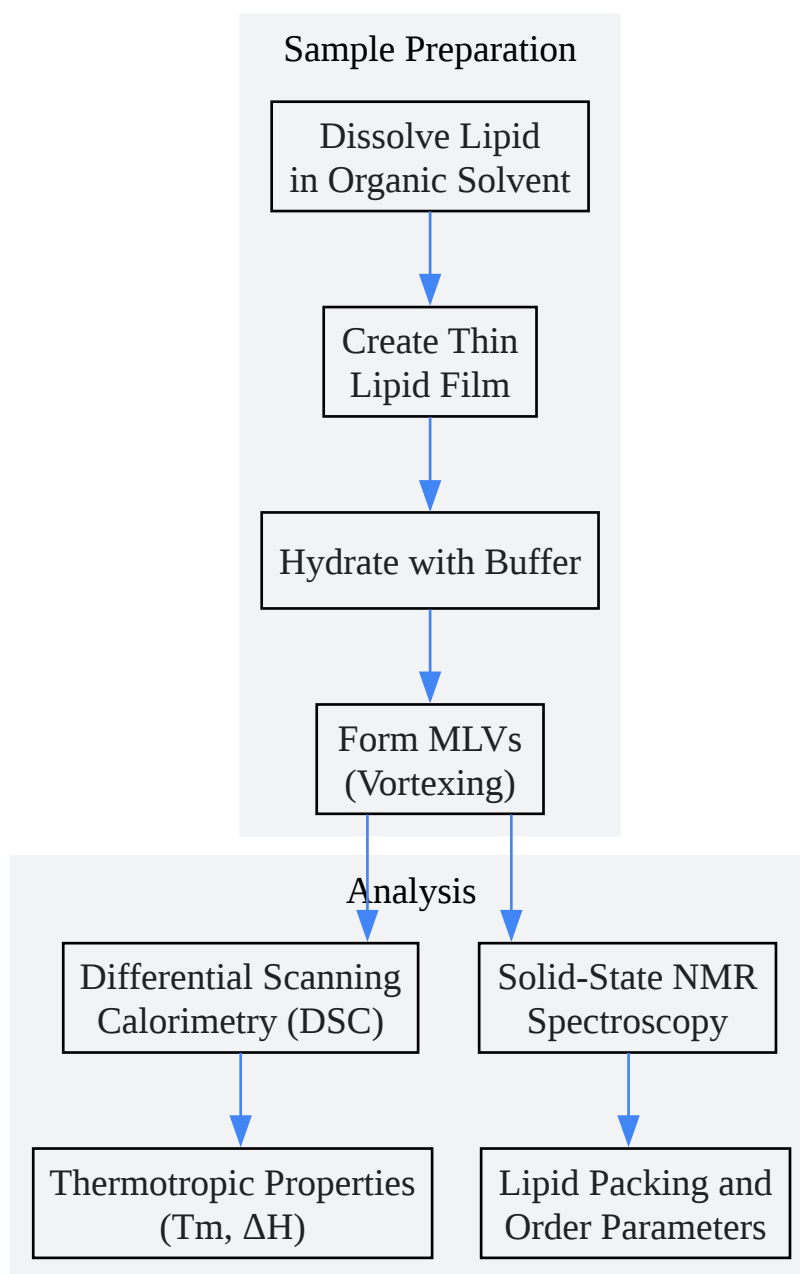 Sample Preparation
Dissolve Lipid
in Organic Solvent
Create Thin
Lipid Film
Hydrate with Buffer
Form MLVs
(Vortexing)
Analysis
Differential Scanning
Calorimetry (DSC)
Solid-State NMR
Spectroscopy
Thermotropic Properties
(Tm, ΔH)
Lipid Packing and
Order Parameters